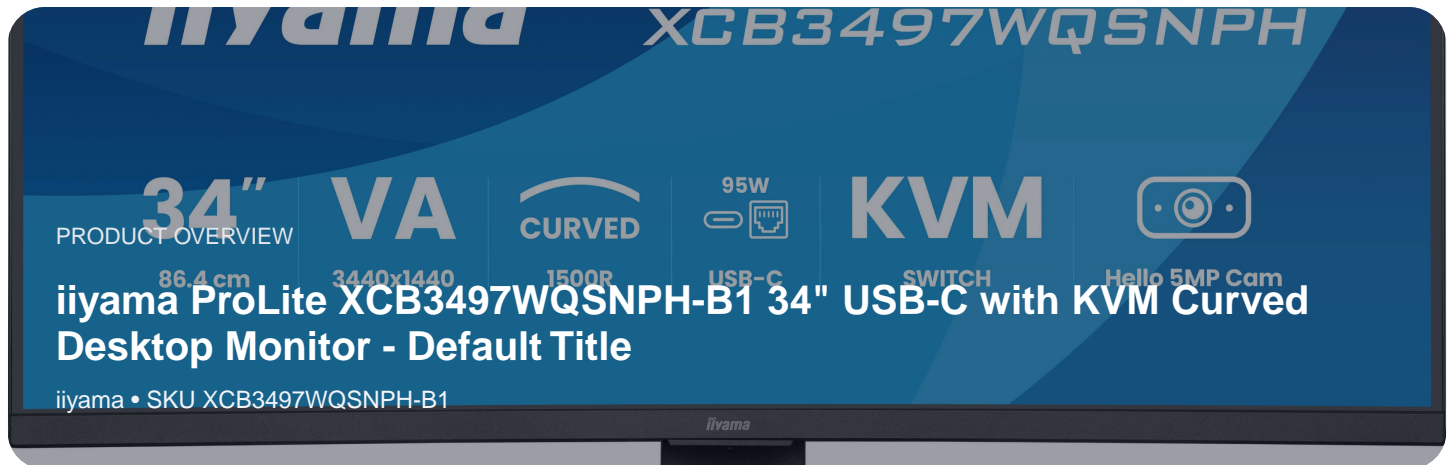 iiyama XCB3497WQSNPH
34" VA CURVED 95W KVM
PRODUCT OVERVIEW
86.4 cm 3440x1440 1500R USB-C SWITCH Hello 5MP Cam
iiyama ProLite XCB3497WQSNPH-B1 34" USB-C with KVM Curved
Desktop Monitor - Default Title
iiyama • SKU XCB3497WQSNPH-B1
iiyama